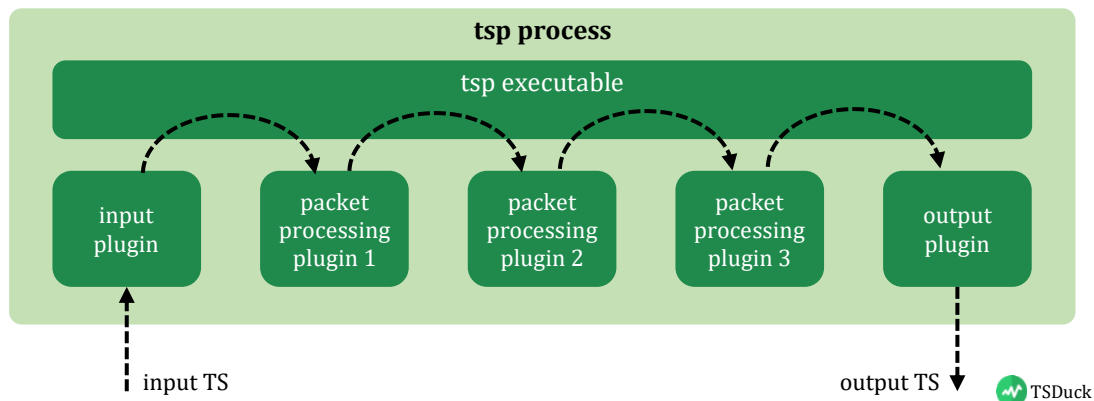 tsp process
tsp executable
input
plugin
packet
processing
plugin 1
packet
processing
plugin 2
packet
processing
plugin 3
output
plugin
input TS
output TS
TSDuck